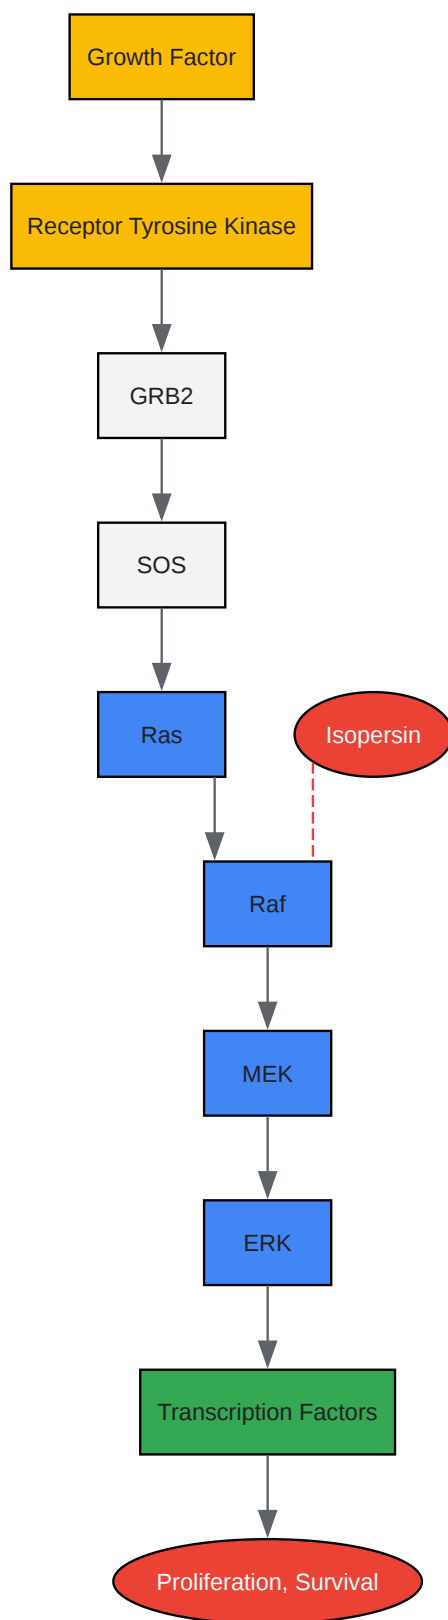 Growth Factor
Receptor Tyrosine Kinase
GRB2
SOS
Ras
Isopersin
Raf
MEK
ERK
Transcription Factors
Proliferation, Survival